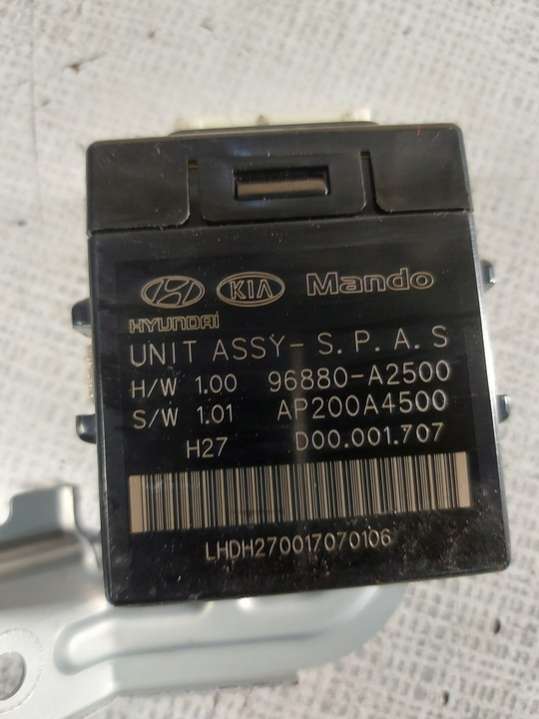 KIA Mando
HYUNDAI
UNIT ASSY- S. P. A. S
H/W 1.00 96880-A2500
S/W 1.01 AP200A4500
H27 D00.001.707
LHDH270017070106